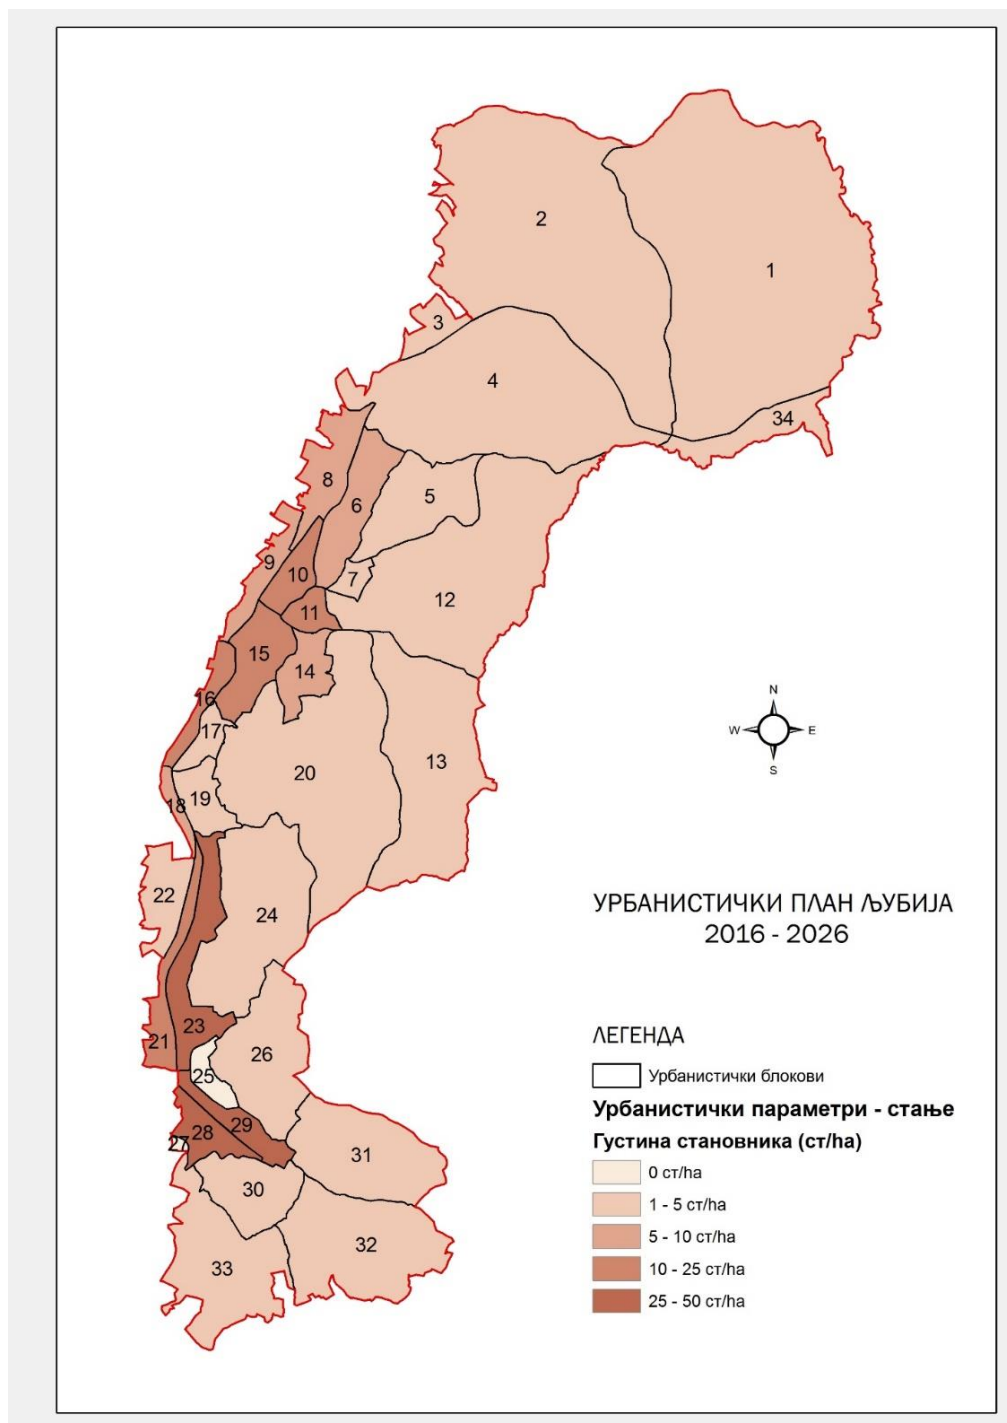 2
1
3
4
34
8
5
6
9
10
7
12
11
15
14
16
17
20
13
18
19
22
24
23
21
26
25
29
28
27
31
30
32
33
N
W
E
S
УРБАНИСТИЧКИ ПЛАН ЉУБИЈА
2016 - 2026
ЛЕГЕНДА
Урбанистички блокови
Урбанистички параметри - стање
Густина становника (ст/ha)
0 ст/ha
1 - 5 ст/ha
5 - 10 ст/ha
10 - 25 ст/ha
25 - 50 ст/ha